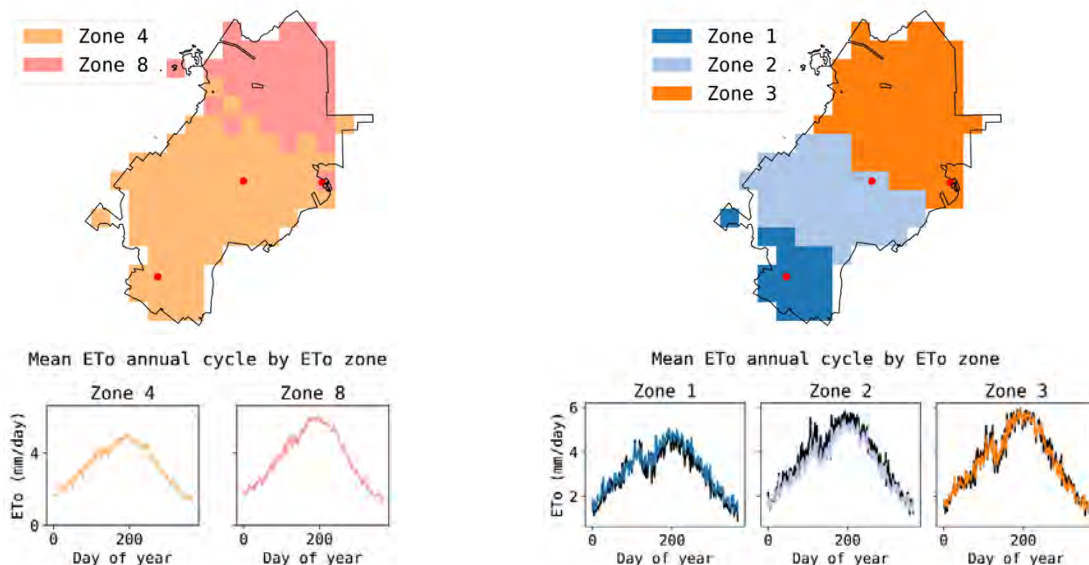 Zone 4
Zone 8
Mean ETo annual cycle by ETo zone
Zone 4
Zone 8
ETo (mm/day)
4
0
0
200
0
200
Day of year
Day of year
Zone 1
Zone 2
Zone 3
Mean ETo annual cycle by ETo zone
Zone 1
Zone 2
Zone 3
ETo (mm/day)
6
4
2
0
200
0
200
0
200
Day of year
Day of year
Day of year